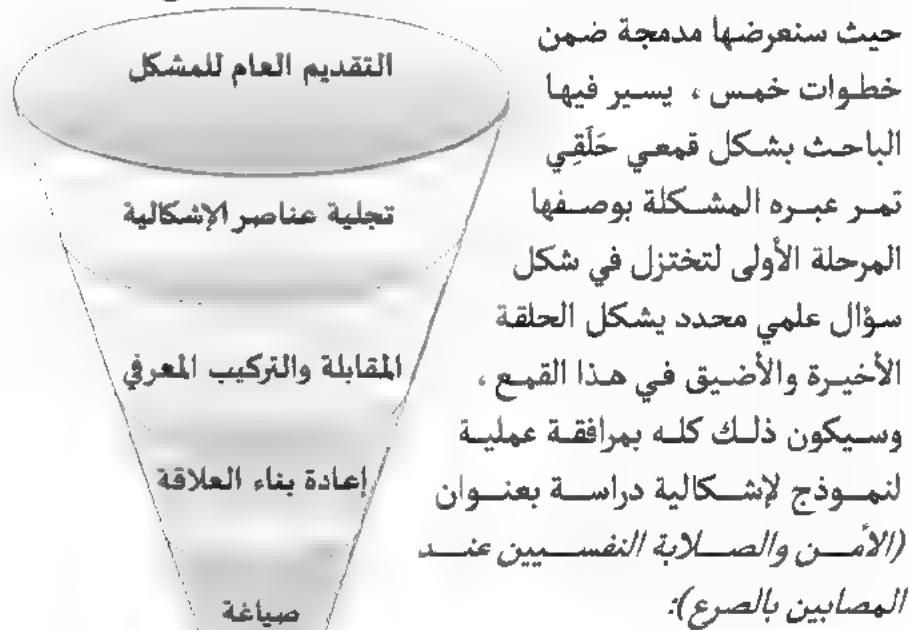 حيث سنعرضها مدمجة ضمن
خطوات خمس ، يسير فيها
الباحث بشكل قمعي حَلَقِي
تمر عبره المشكلة بوصفها
المرحلة الأولى لتختزل في شكل
سؤال علمي محدد يشكل الحلقة
الأخيرة والأضيق في هذا القمع ،
وسيكون ذلك كله بمرافقة عملية
لنموذج لإشكالية دراسة بعنوان
(الأمن والصلابة النفسيين عند
المصابين بالصرع):
التقديم العام للمشكل
تجلية عناصر الإشكالية
المقابلة والتركيب المعرفي
إعادة بناء العلاقة
صياغة